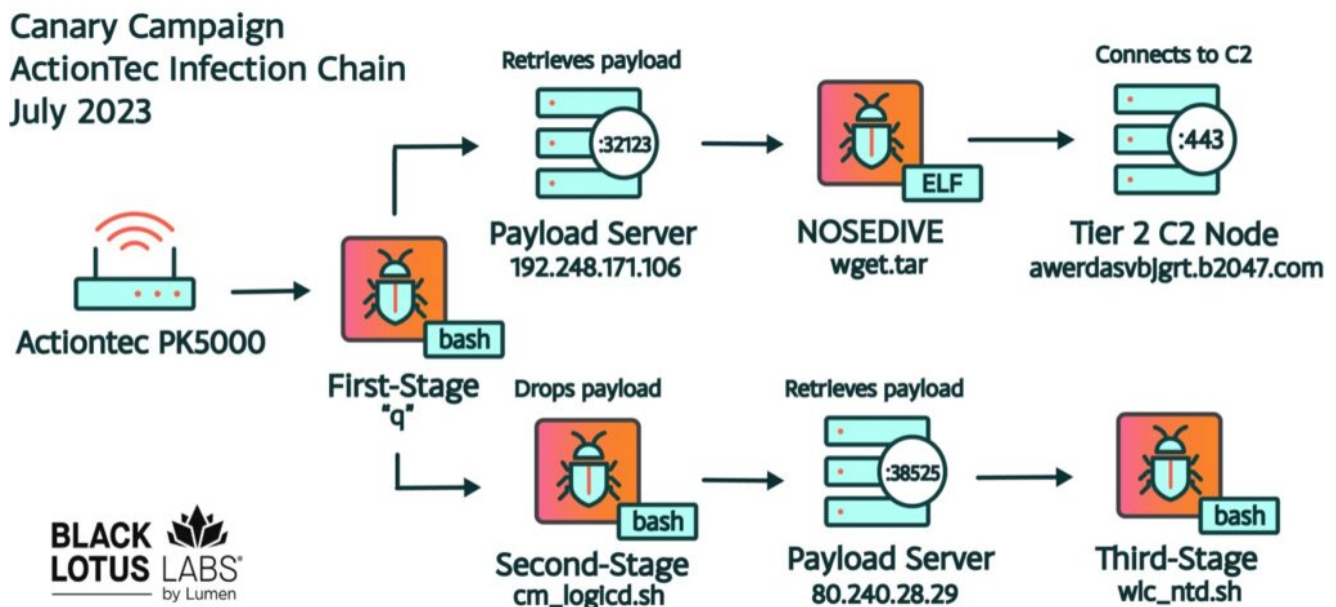 Canary Campaign
ActionTec Infection Chain
July 2023
Retrieves payload
:32123
Payload Server
192.248.171.106
ELF
NOSEDIVE
wget.tar
Connects to C2
:443
Tier 2 C2 Node
awerdasvbjgrt.b2047.com
Actiontec PK5000
bash
First-Stage
"q"
Drops payload
bash
Second-Stage
cm_logicd.sh
Retrieves payload
:38525
Payload Server
80.240.28.29
bash
Third-Stage
wlc_ntd.sh
BLACK
LOTUS LABS®
by Lumen